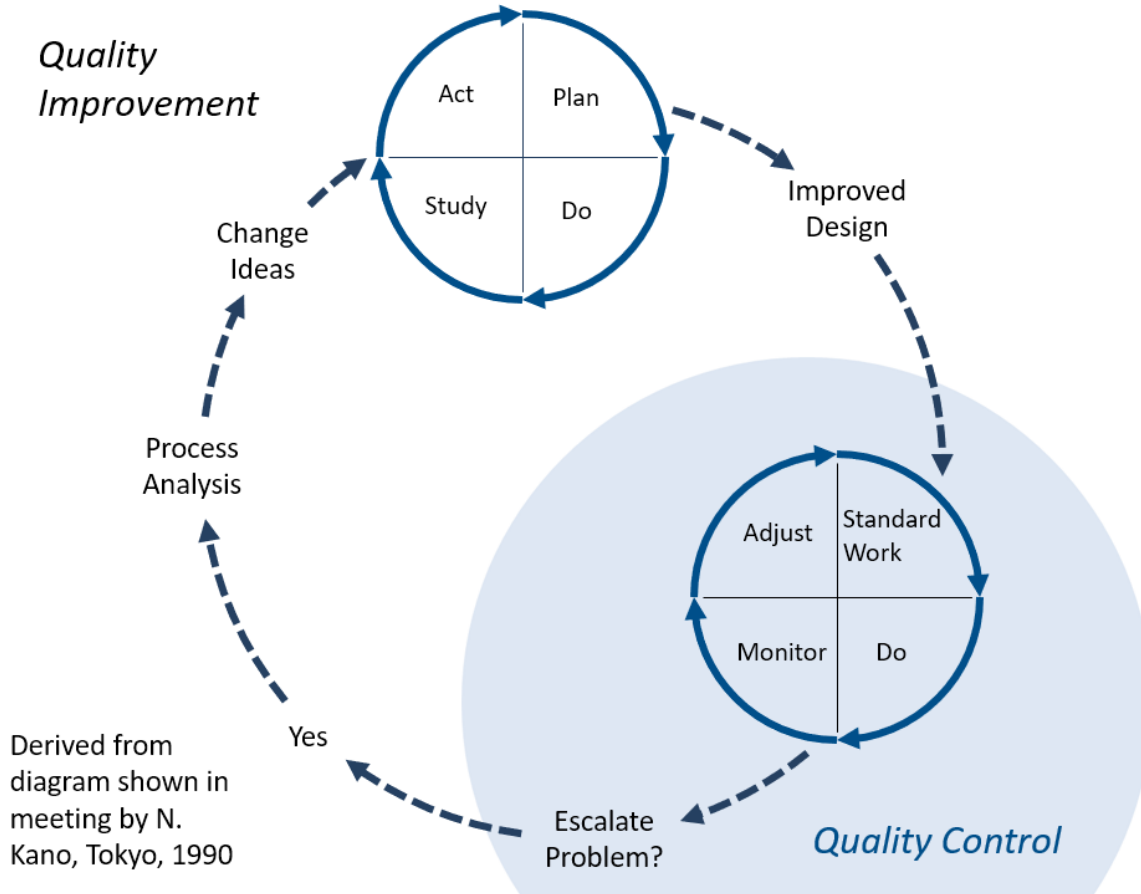 Quality
Improvement
Act
Plan
Study
Do
Improved
Design
Change
Ideas
Process
Analysis
Adjust
Standard
Work
Monitor
Do
Yes
Escalate
Problem?
Quality Control
Derived from
diagram shown in
meeting by N.
Kano, Tokyo, 1990